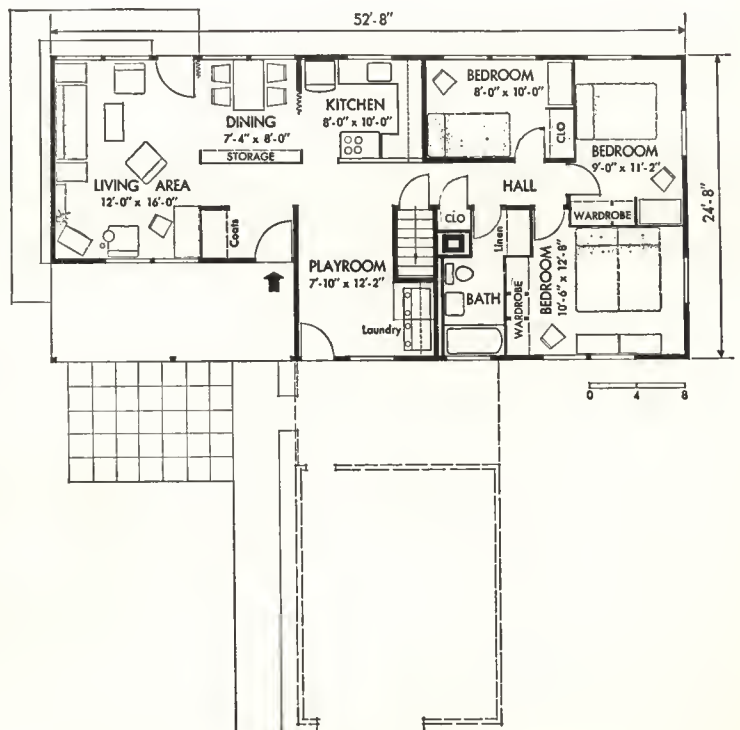 52'-8"
BEDROOM
8'-0" x 10'-0"
KITCHEN
8'-0" x 10'-0"
DINING
7'-4" x 8'-0"
STORAGE
CLO
BEDROOM
9'-0" x 11'-2"
LIVING AREA
12'-0" x 16'-0"
HALL
24'-8"
CLO
WARDROBE
Coats
Linen
PLAYROOM
7'-10" x 12'-2"
BEDROOM
10'-6" x 12'-8"
BATH
WARDROBE
Laundry
0 4 8